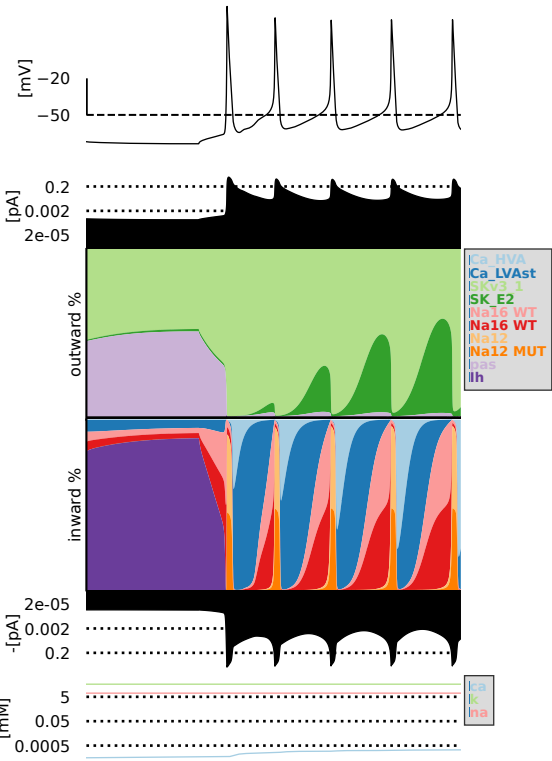 [mV]
−20
−50
[pA]
0.2
0.002
2e-05
outward %
Ca_HVA
Ca_LVAst
SKv3_1
SK_E2
Na16 WT
Na16 WT
Na12
Na12 MUT
pas
Ih
inward %
-[pA]
2e-05
0.002
0.2
[mM]
5
0.05
0.0005
ca
k
na